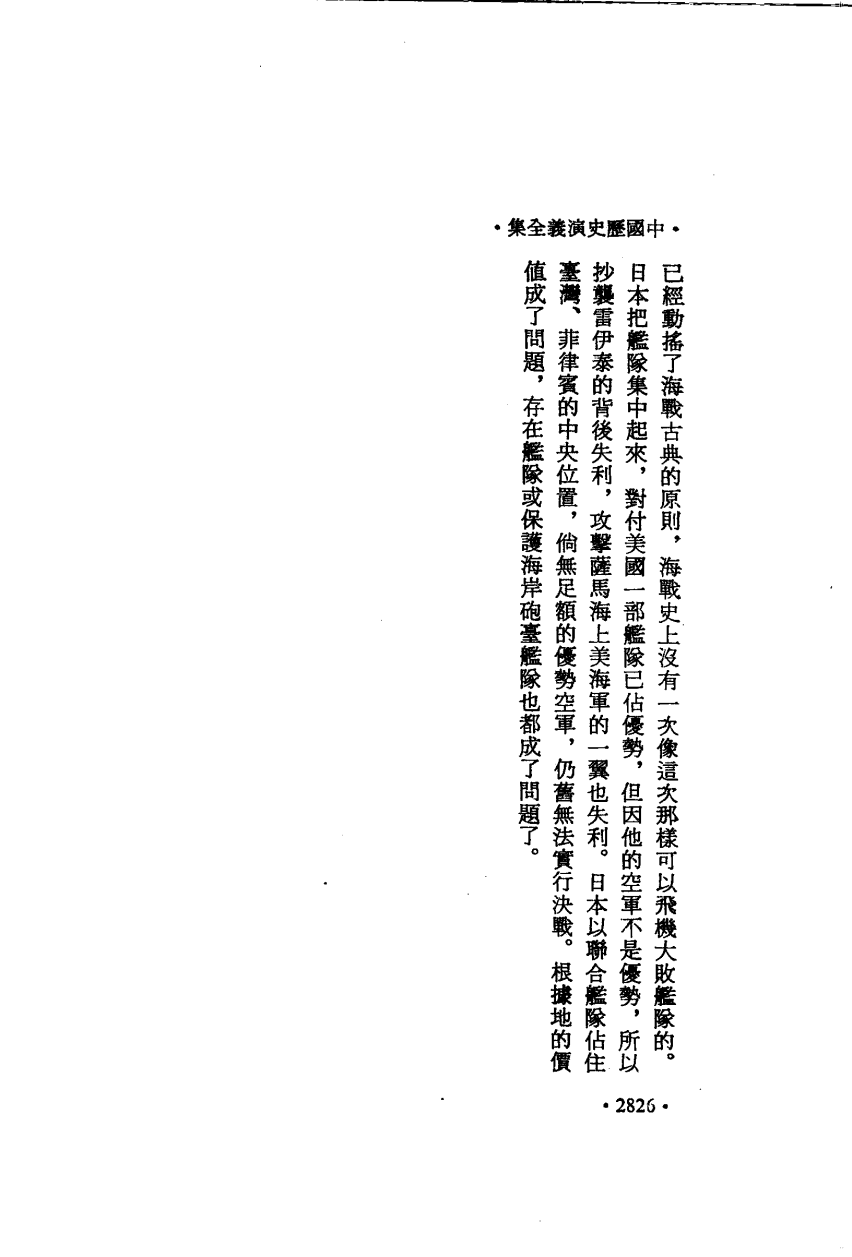 •中國歷史演義全集•
已經動搖了海戰古典的原則，海戰史上沒有一次像這次那樣可以飛機大敗艦隊的。
日本把艦隊集中起來，對付美國一部艦隊已佔優勢，但因他的空軍不是優勢，所以
抄襲雷伊泰的背後失利，攻擊薩馬海上美海軍的一翼也失利。日本以聯合艦隊佔住
臺灣、菲律賓的中央位置，倘無足額的優勢空軍，仍舊無法實行決戰。根據地的價
值成了問題，存在艦隊或保護海岸砲臺艦隊也都成了問題了。
•2826•